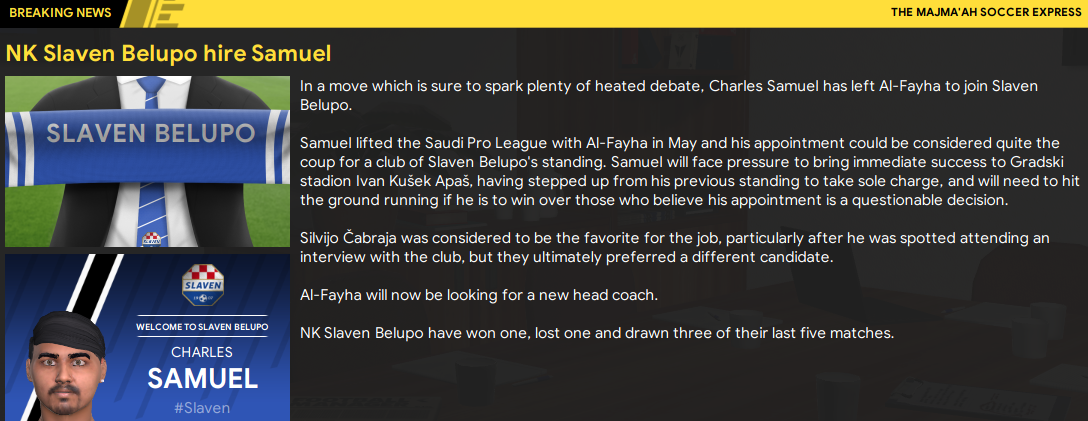 BREAKING NEWS
THE MAJMA'AH SOCCER EXPRESS
NK Slaven Belupo hire Samuel
SLAVEN BELUPO
In a move which is sure to spark plenty of heated debate, Charles Samuel has left Al-Fayha to join Slaven
Belupo.
Samuel lifted the Saudi Pro League with Al-Fayha in May and his appointment could be considered quite the
coup for a club of Slaven Belupo's standing. Samuel will face pressure to bring immediate success to Gradski
stadion Ivan Kušek Apaš, having stepped up from his previous standing to take sole charge, and will need to hit
the ground running if he is to win over those who believe his appointment is a questionable decision.
Silvijo Čabraja was considered to be the favorite for the job, particularly after he was spotted attending an
interview with the club, but they ultimately preferred a different candidate.
Al-Fayha will now be looking for a new head coach.
NK Slaven Belupo have won one, lost one and drawn three of their last five matches.
SLAVEN
WELCOME TO SLAVEN BELUPO
CHARLES
SAMUEL
#Slaven